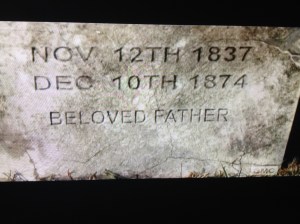 NOV 12TH 1837
DEC 10TH 1874
BELOVED FATHER